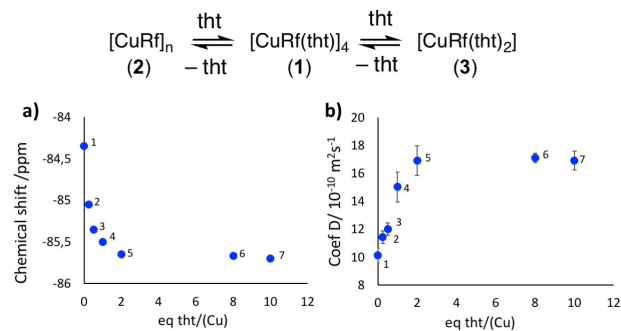 tht tht
[CuRf]n [CuRf(tht)]4 [CuRf(tht)2]
(2) – tht (1) – tht (3)
a)
-84
-84,5
-85
-85,5
-86
Chemical shift /ppm
0 2 4 6 8 10 12
eq tht/(Cu)
1
2
3
4
5
6
7
b)
20
18
16
14
12
10
8
Coef D/ 10-10 m2s-1
0 2 4 6 8 10 12
eq tht/(Cu)
1
2
3
4
5
6
7